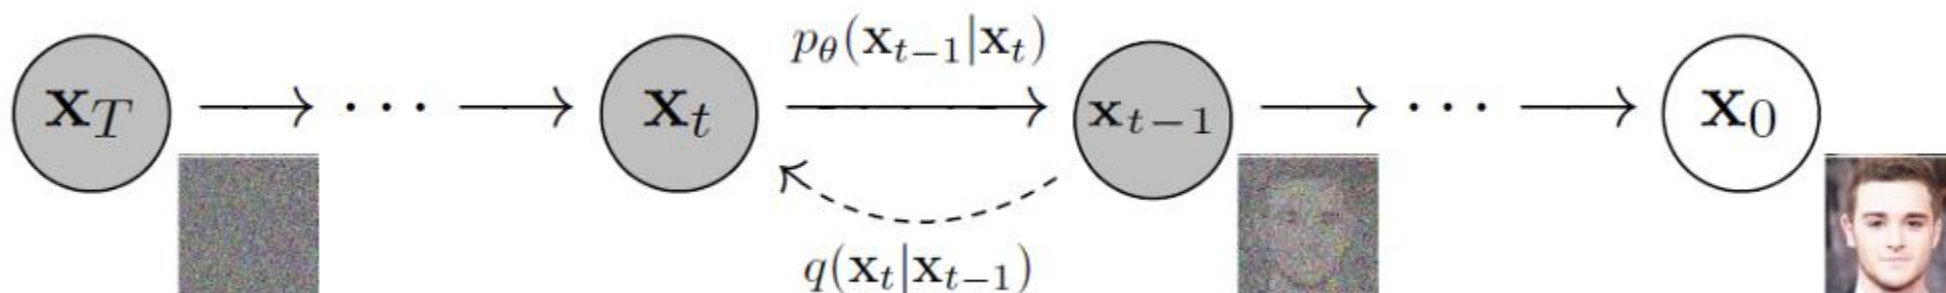 p_θ(x_{t−1}|x_t)
x_T ⟶ ··· ⟶ x_t ⟶ x_{t−1} ⟶ ··· ⟶ x_0
q(x_t|x_{t−1})